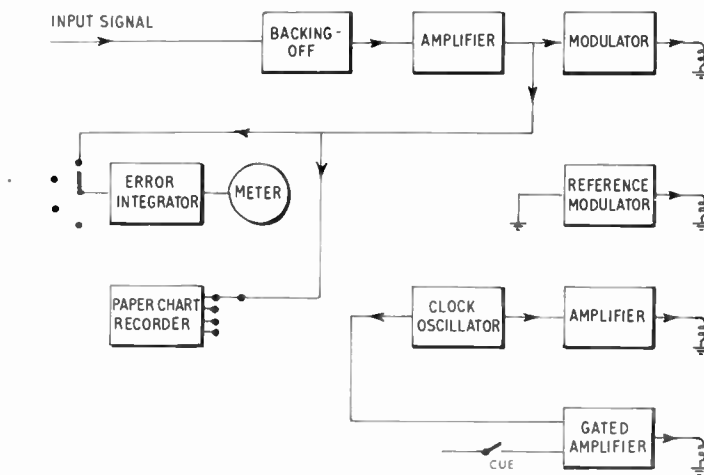 INPUT SIGNAL
BACKING-
OFF
AMPLIFIER
MODULATOR
ERROR
INTEGRATOR
METER
REFERENCE
MODULATOR
PAPER CHART
RECORDER
CLOCK
OSCILLATOR
AMPLIFIER
GATED
AMPLIFIER
CUE